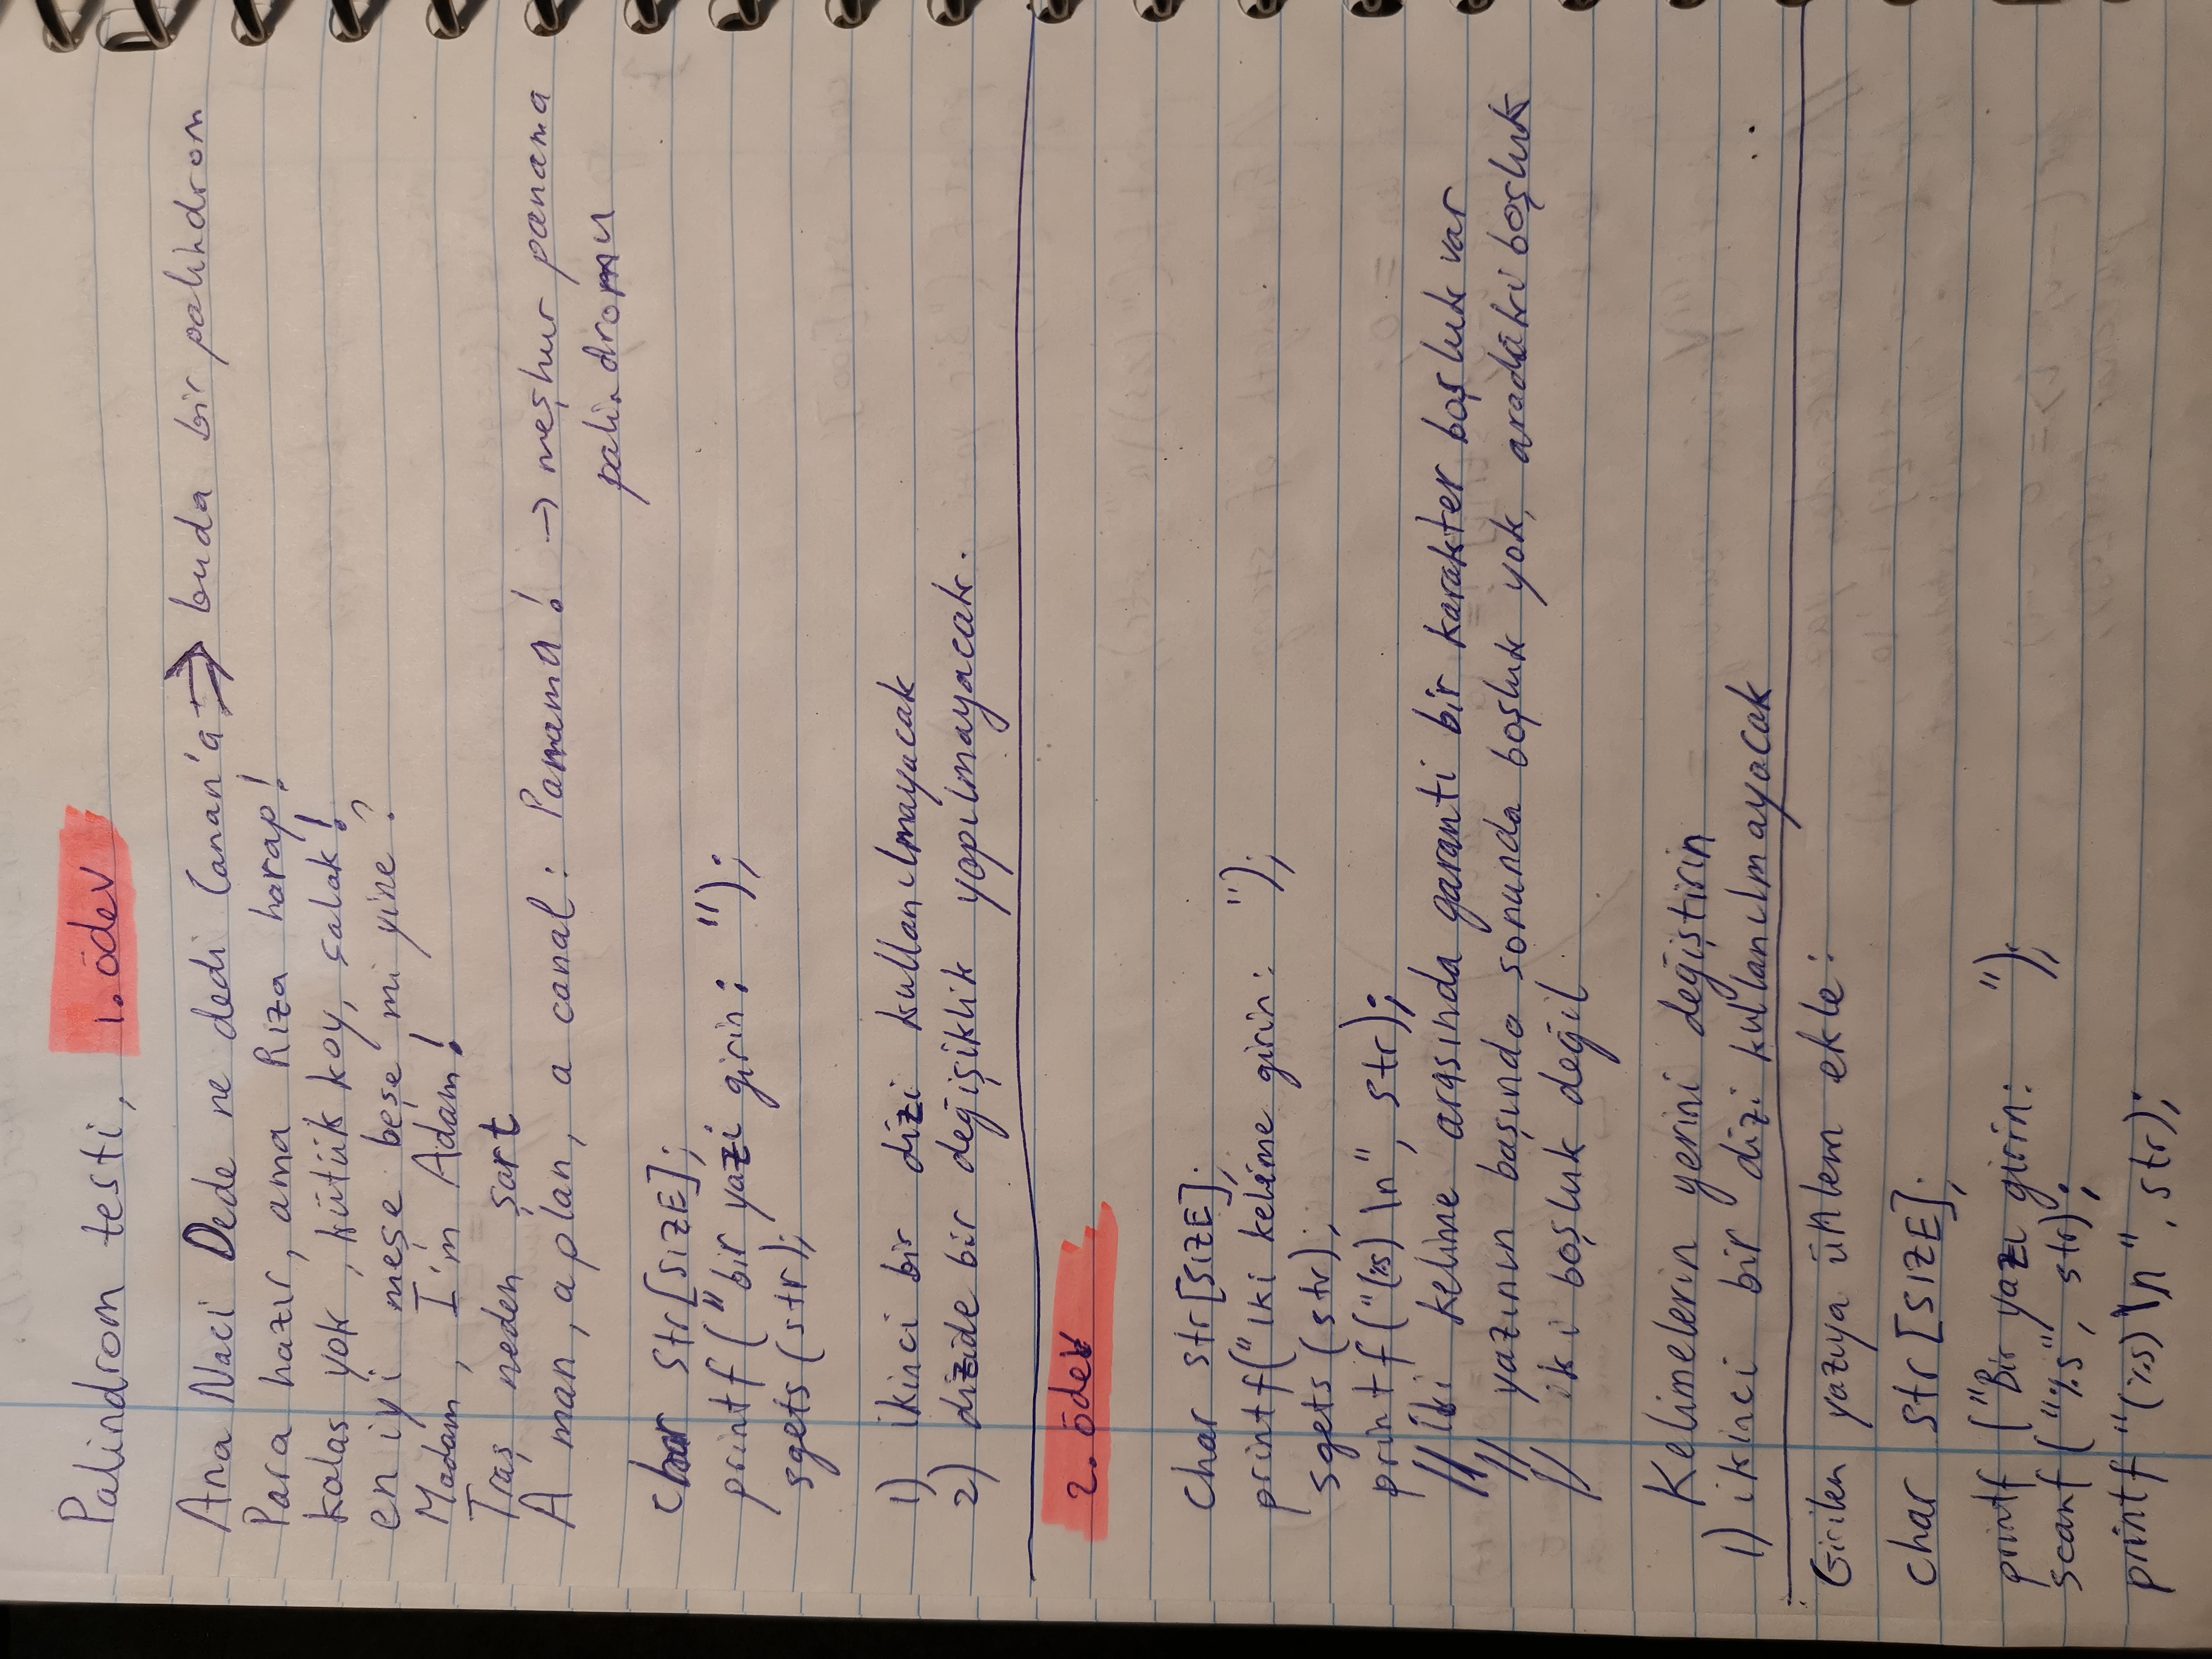 Palindrom testi, 1. ödev
Ana Naci Dede ne dedi Canan'a => buda bir palindrom
Para hazır, ama Rıza harap!
kalas yok, kütük koy, salak!
en iyi meşe beşe mi yine?
Madam, I'm Adam!
Traş neden şart
A man, a plan, a canal: Panama! → meşhur panama
palindromu
char str[SIZE];
printf("bir yazi girin: ");
sgets(str);
1) ikinci bir dizi kullanılmayacak
2) dizide bir değişiklik yapılmayacak.
2. ödev
char str[SIZE];
printf("Iki kelime girin: ");
sgets(str);
printf("(%s)\n", str);
// İki kelime arasında garanti bir karakter boşluk var
// yazının başında sonunda boşluk yok, aradaki boşluk
// iki boşluk değil
Kelimelerin yerini değiştirin
1) ikinci bir dizi kullanılmayacak
Girilen yazıya ünlem ekle:
char str[SIZE];
printf("Bir yazı girin: ");
scanf("%s", str);
printf "(%s)\n", str);